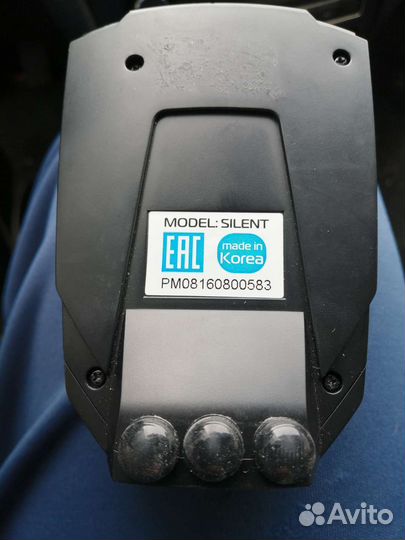 MODEL: SILENT
EAC
made in
Korea
PM08160800583
Avito